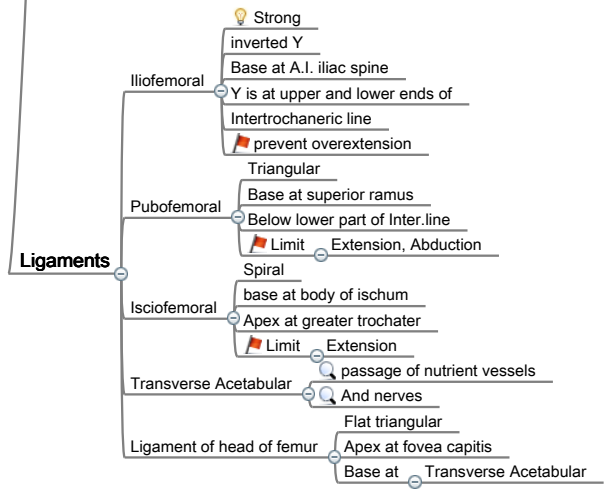 Ligaments
Iliofemoral
Strong
inverted Y
Base at A.I. iliac spine
Y is at upper and lower ends of
Intertrochaneric line
prevent overextension
Pubofemoral
Triangular
Base at superior ramus
Below lower part of Inter.line
Limit
Extension, Abduction
Isciofemoral
Spiral
base at body of ischum
Apex at greater trochater
Limit
Extension
Transverse Acetabular
passage of nutrient vessels
And nerves
Ligament of head of femur
Flat triangular
Apex at fovea capitis
Base at
Transverse Acetabular